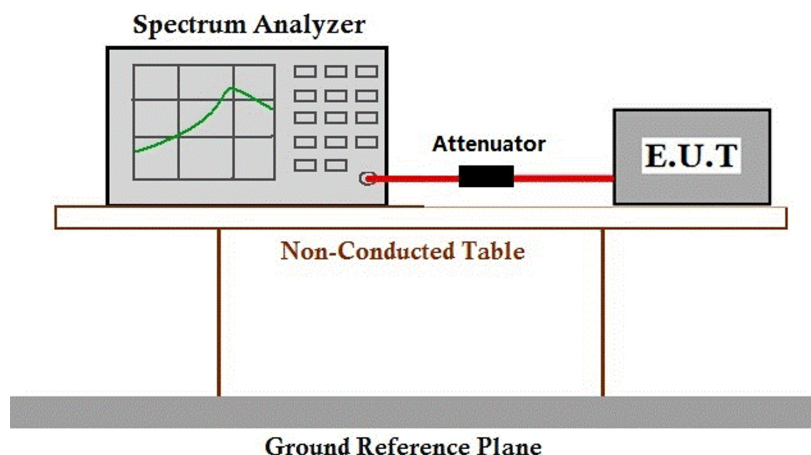 Spectrum Analyzer
Attenuator
E.U.T
Non-Conducted Table
Ground Reference Plane